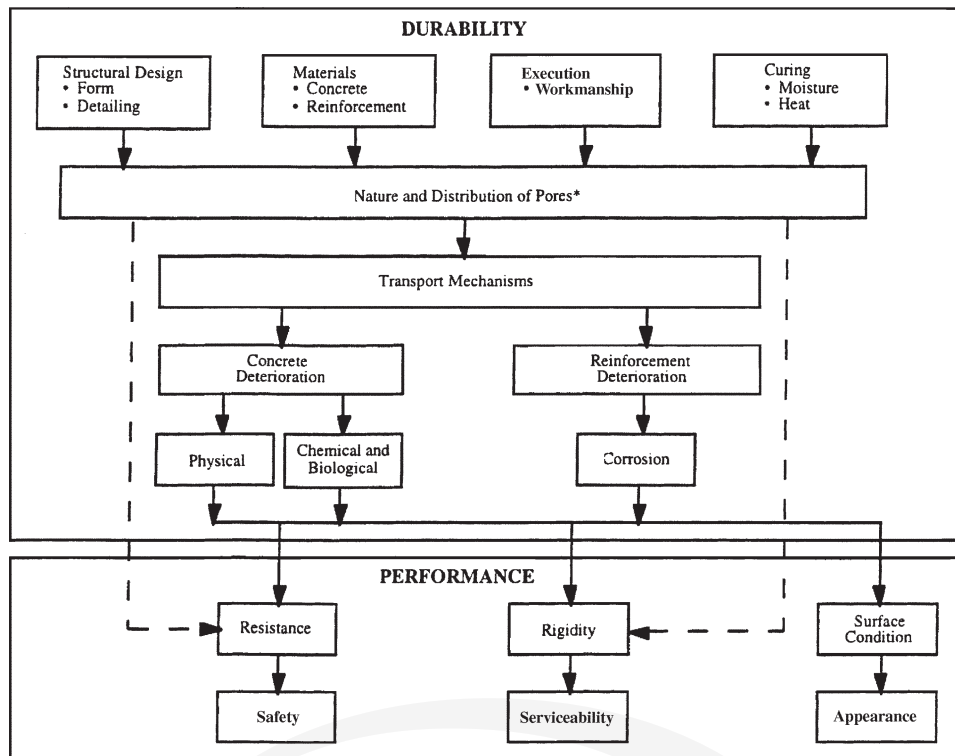 DURABILITY
Structural Design
• Form
• Detailing
Materials
• Concrete
• Reinforcement
Execution
• Workmanship
Curing
• Moisture
• Heat
Nature and Distribution of Pores*
Transport Mechanisms
Concrete
Deterioration
Reinforcement
Deterioration
Physical
Chemical and
Biological
Corrosion
PERFORMANCE
Resistance
Rigidity
Surface
Condition
Safety
Serviceability
Appearance